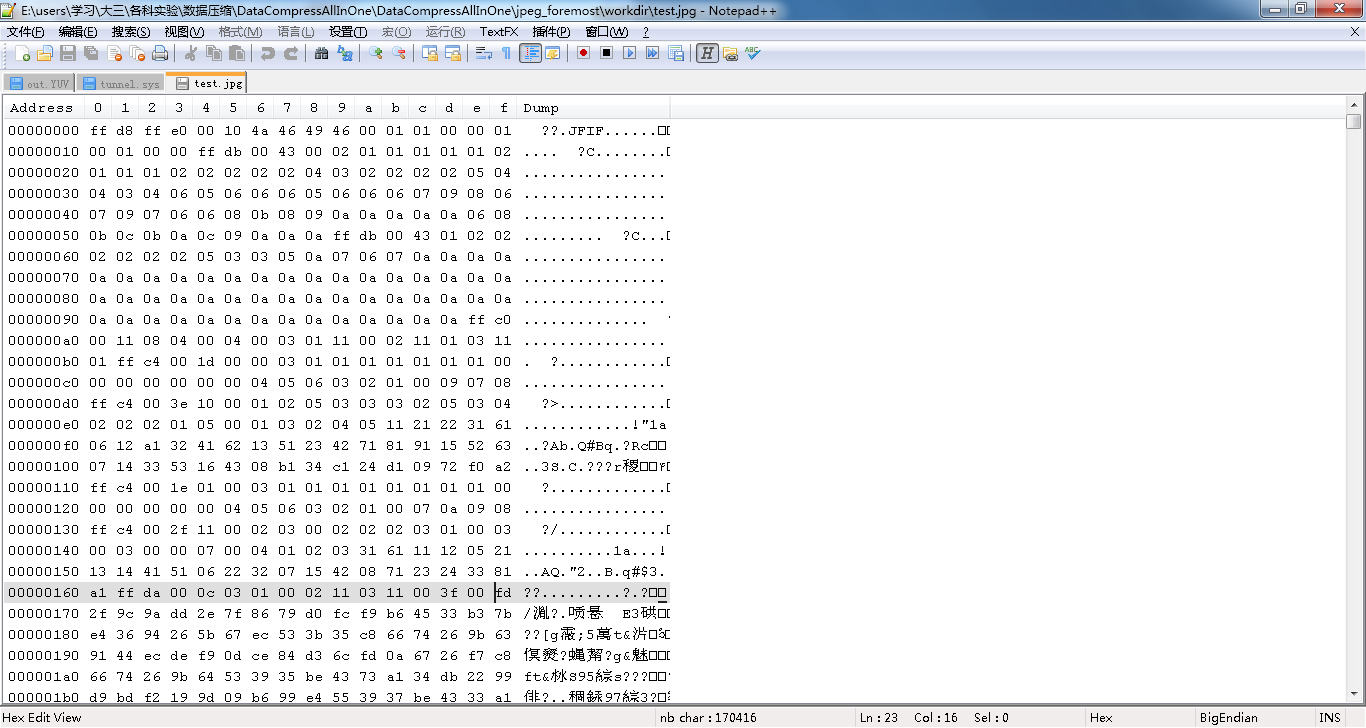 E:\users\学习\大三\各科实验\数据压缩\DataCompressAllInOne\DataCompressAllInOne\jpeg_foremost\workdir\test.jpg - Notepad++
文件(F) 编辑(E) 搜索(S) 视图(V) 格式(M) 语言(L) 设置(T) 宏(O) 运行(R) TextFX 插件(P) 窗口(W) ? X
out.YUV tunnel.sys test.jpg
Address 0 1 2 3 4 5 6 7 8 9 a b c d e f Dump
00000000 ff d8 ff e0 00 10 4a 46 49 46 00 01 01 00 00 01 ??.JFIF......
00000010 00 01 00 00 ff db 00 43 00 02 01 01 01 01 01 02 .... ?C........
00000020 01 01 01 02 02 02 02 02 04 03 02 02 02 02 05 04 ................
00000030 04 03 04 06 05 06 06 06 05 06 06 06 07 09 08 06 ................
00000040 07 09 07 06 06 08 0b 08 09 0a 0a 0a 0a 0a 06 08 ................
00000050 0b 0c 0b 0a 0c 09 0a 0a 0a ff db 00 43 01 02 02 ......... ?C...
00000060 02 02 02 02 05 03 03 05 0a 07 06 07 0a 0a 0a 0a ................
00000070 0a 0a 0a 0a 0a 0a 0a 0a 0a 0a 0a 0a 0a 0a 0a 0a ................
00000080 0a 0a 0a 0a 0a 0a 0a 0a 0a 0a 0a 0a 0a 0a 0a 0a ................
00000090 0a 0a 0a 0a 0a 0a 0a 0a 0a 0a 0a 0a 0a 0a ff c0 ..............
000000a0 00 11 08 04 00 04 00 03 01 11 00 02 11 01 03 11 ................
000000b0 01 ff c4 00 1d 00 00 03 01 01 01 01 01 01 01 00 . ?............
000000c0 00 00 00 00 00 00 04 05 06 03 02 01 00 09 07 08 ................
000000d0 ff c4 00 3e 10 00 01 02 05 03 03 03 02 05 03 04 ?>............
000000e0 02 02 02 01 05 00 01 03 02 04 05 11 21 22 31 61 ............!"1a
000000f0 06 12 a1 32 41 62 13 51 23 42 71 81 91 15 52 63 ..?Ab.Q#Bq.?Rc
00000100 07 14 33 53 16 43 08 b1 34 c1 24 d1 09 72 f0 a2 ..3S.C.???r稷
00000110 ff c4 00 1e 01 00 03 01 01 01 01 01 01 01 01 00 ?.............
00000120 00 00 00 00 00 04 05 06 03 02 01 00 07 0a 09 08 ................
00000130 ff c4 00 2f 11 00 02 03 00 02 02 02 03 01 00 03 ?/............
00000140 00 03 00 00 07 00 04 01 02 03 31 61 11 12 05 21 ..........1a...!
00000150 13 14 41 51 06 22 32 07 15 42 08 71 23 24 33 81 ..AQ."2..B.q#$3.
00000160 a1 ff da 00 0c 03 01 00 02 11 03 11 00 3f 00 fd ??.........?.?
00000170 2f 9c 9a dd 2e 7f 86 79 d0 fc f9 b6 45 33 b3 7b
00000180 e4 36 94 26 5b 67 ec 53 3b 35 c8 66 74 26 9b 63
00000190 91 44 ec de f9 0d ce 84 d3 6c fd 0a 67 26 f7 c8
000001a0 66 74 26 9b 64 53 39 35 be 43 73 a1 34 db 22 99
000001b0 d9 bd f2 19 9d 09 b6 99 e4 55 39 37 be 43 33 a1
Hex Edit View nb char : 170416 Ln : 23 Col : 16 Sel : 0 Hex BigEndian INS